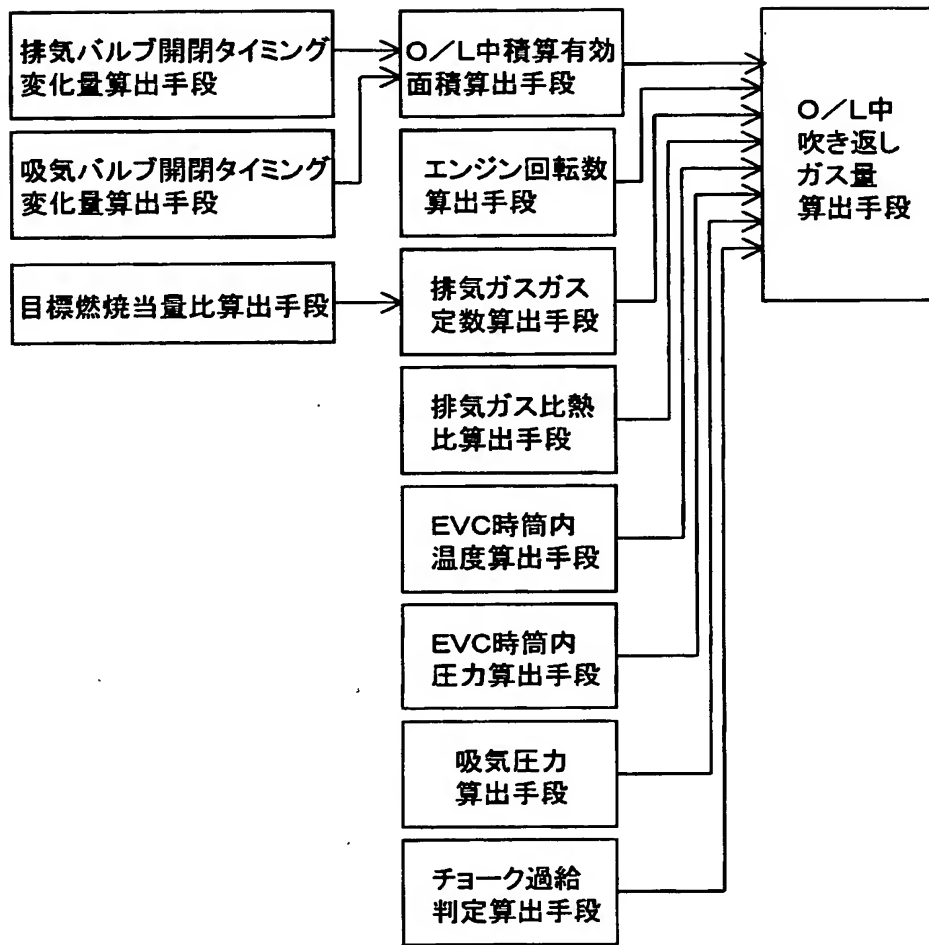 排気バルブ開閉タイミング
変化量算出手段
吸気バルブ開閉タイミング
変化量算出手段
目標燃焼当量比算出手段
O/L中積算有効
面積算出手段
エンジン回転数
算出手段
排気ガスガス
定数算出手段
排気ガス比熱
比算出手段
EVC時筒内
温度算出手段
EVC時筒内
圧力算出手段
吸気圧力
算出手段
チョーク過給
判定算出手段
O/L中
吹き返し
ガス量
算出手段